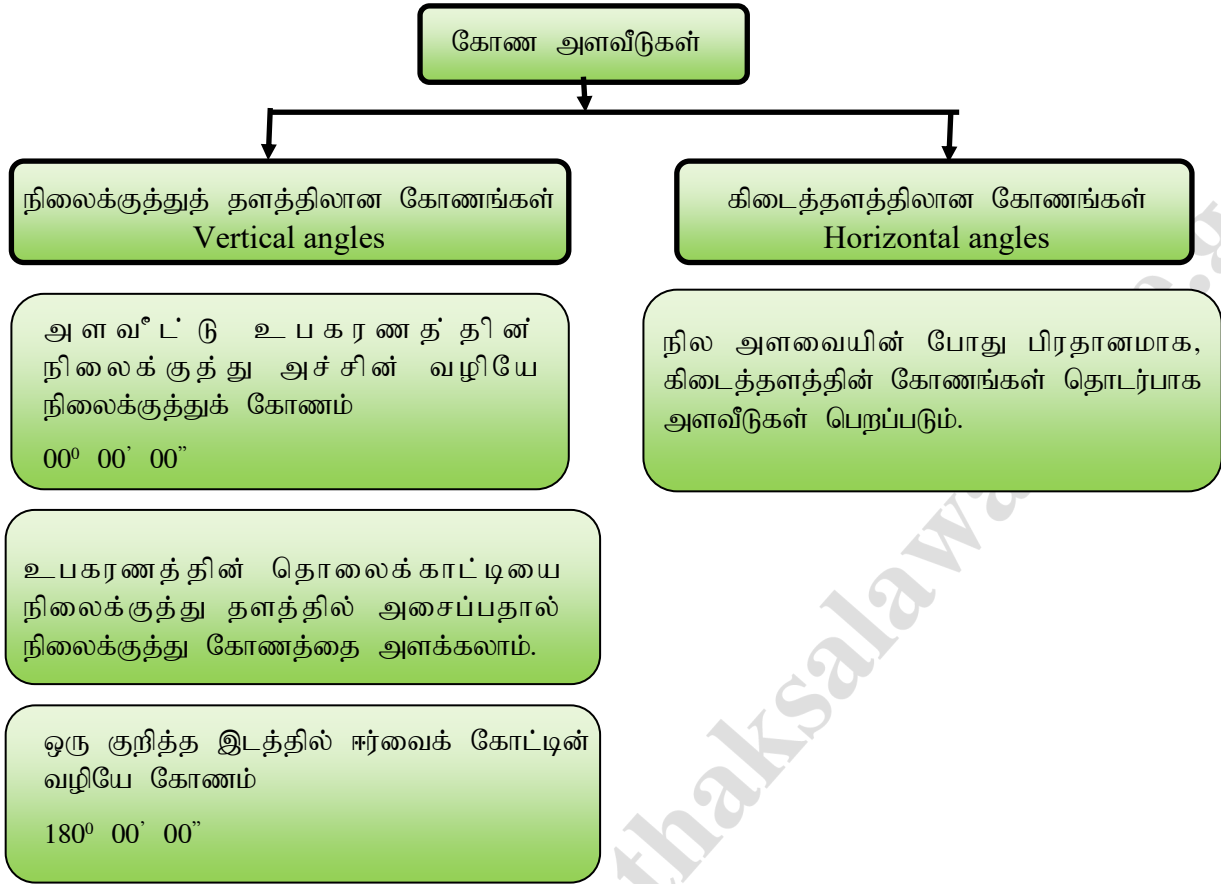 கோண அளவீடுகள்
நிலைக்குத்துத் தளத்திலான கோணங்கள்
Vertical angles
கிடைத்தளத்திலான கோணங்கள்
Horizontal angles
அளவீட்டு உபகரணத்தின்
நிலைக்குத்து அச்சின் வழியே
நிலைக்குத்துக் கோணம்
00⁰ 00’ 00”
நில அளவையின் போது பிரதானமாக,
கிடைத்தளத்தின் கோணங்கள் தொடர்பாக
அளவீடுகள் பெறப்படும்.
உபகரணத்தின் தொலைக்காட்டியை
நிலைக்குத்து தளத்தில் அசைப்பதால்
நிலைக்குத்து கோணத்தை அளக்கலாம்.
ஒரு குறித்த இடத்தில் ஈர்வைக் கோட்டின்
வழியே கோணம்
180⁰ 00’ 00”